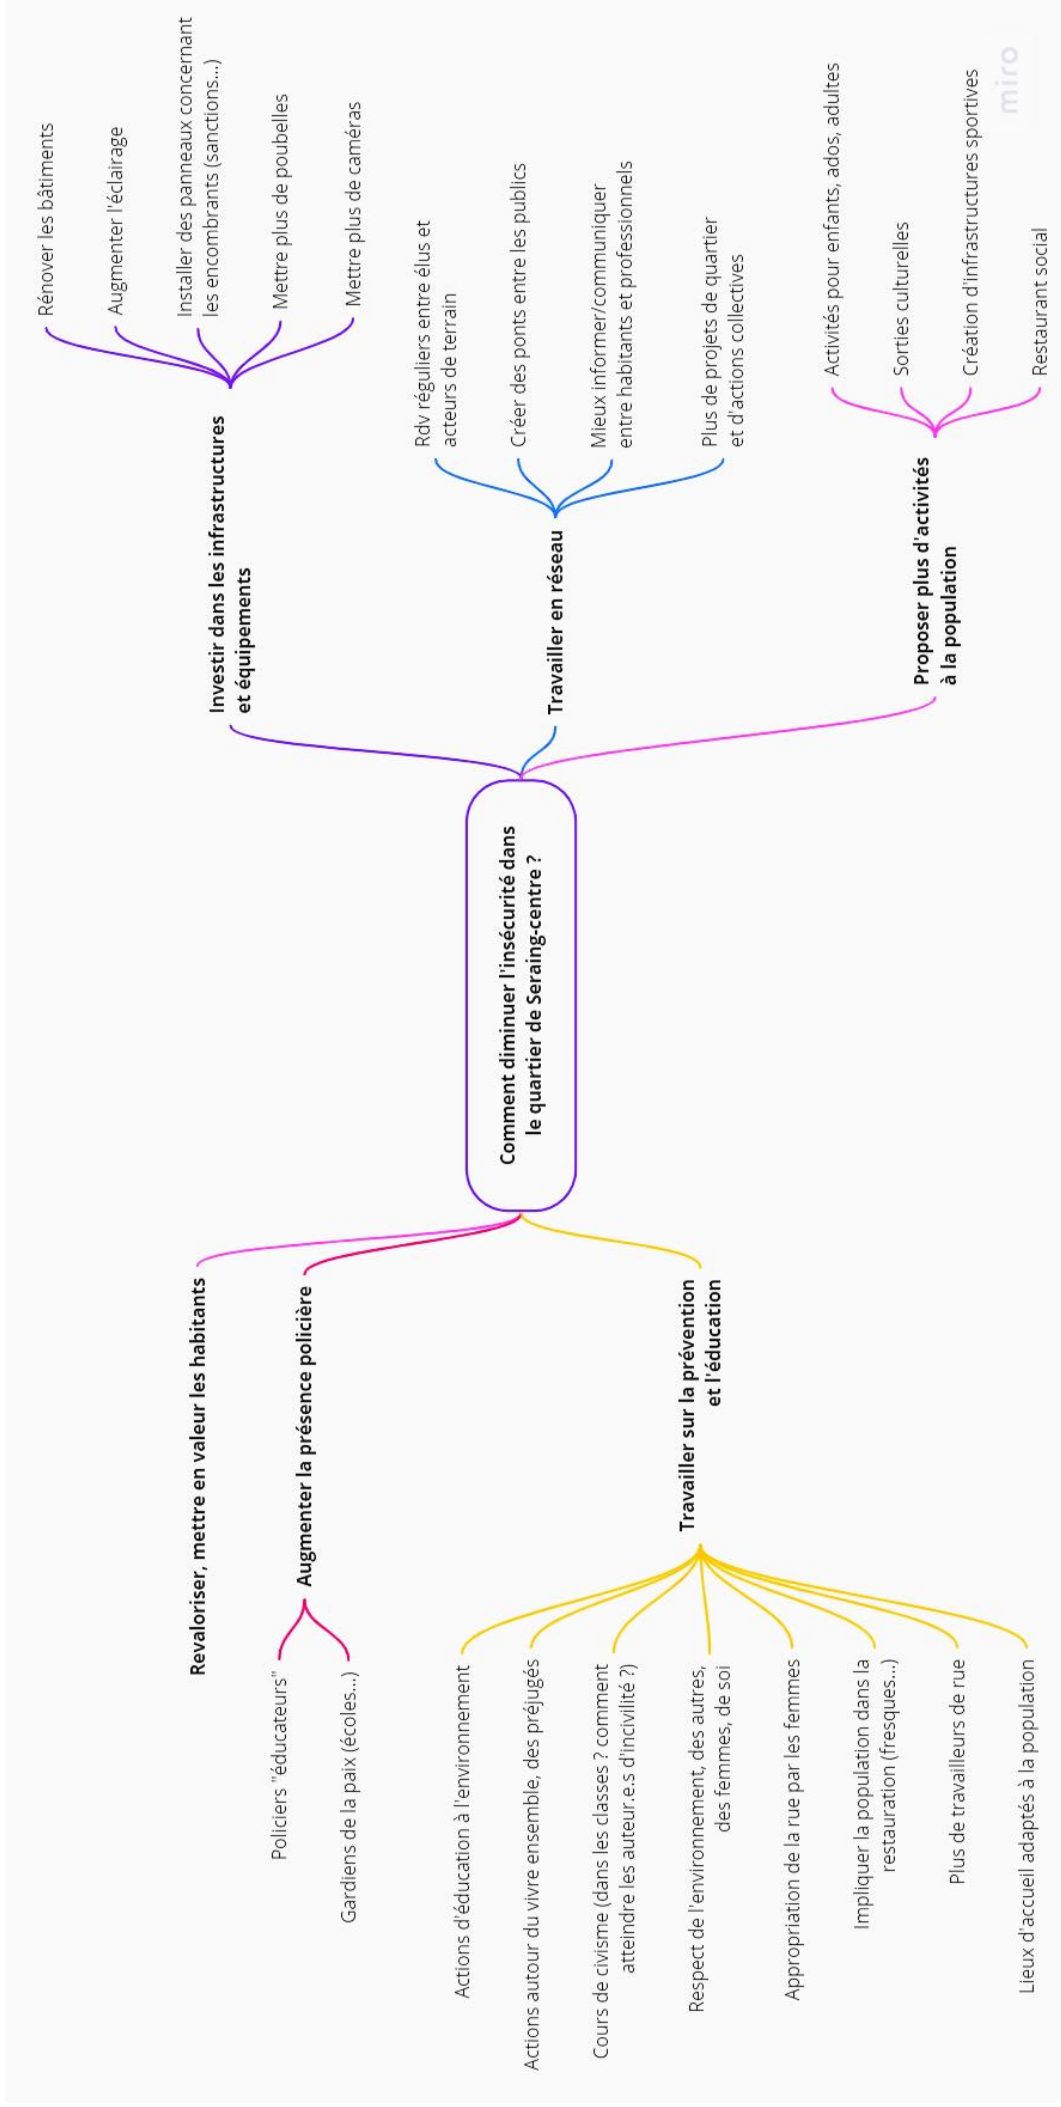 Comment diminuer l'insécurité dans
le quartier de Seraing-centre ?
Revaloriser, mettre en valeur les habitants
Augmenter la présence policière
Policiers "éducateurs"
Gardiens de la paix (écoles...)
Travailler sur la prévention
et l'éducation
Actions d'éducation à l'environnement
Actions autour du vivre ensemble, des préjugés
Cours de civisme (dans les classes ? comment
atteindre les auteur.e.s d'incivilité ?)
Respect de l'environnement, des autres,
des femmes, de soi
Appropriation de la rue par les femmes
Impliquer la population dans la
restauration (fresques...)
Plus de travailleurs de rue
Lieux d'accueil adaptés à la population
Investir dans les infrastructures
et équipements
Rénover les bâtiments
Augmenter l'éclairage
Installer des panneaux concernant
les encombrants (sanctions...)
Mettre plus de poubelles
Mettre plus de caméras
Travailler en réseau
Rdv réguliers entre élus et
acteurs de terrain
Créer des ponts entre les publics
Mieux informer/communiquer
entre habitants et professionnels
Plus de projets de quartier
et d'actions collectives
Proposer plus d'activités
à la population
Activités pour enfants, ados, adultes
Sorties culturelles
Création d'infrastructures sportives
Restaurant social
miro